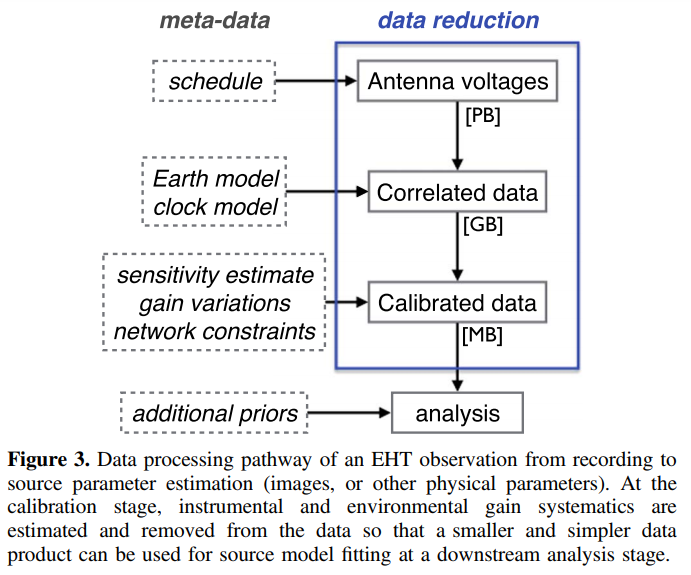 meta-data data reduction
schedule
Antenna voltages
[PB]
Earth model
clock model
Correlated data
[GB]
sensitivity estimate
gain variations
network constraints
Calibrated data
[MB]
additional priors
analysis
Figure 3. Data processing pathway of an EHT observation from recording to
source parameter estimation (images, or other physical parameters). At the
calibration stage, instrumental and environmental gain systematics are
estimated and removed from the data so that a smaller and simpler data
product can be used for source model fitting at a downstream analysis stage.